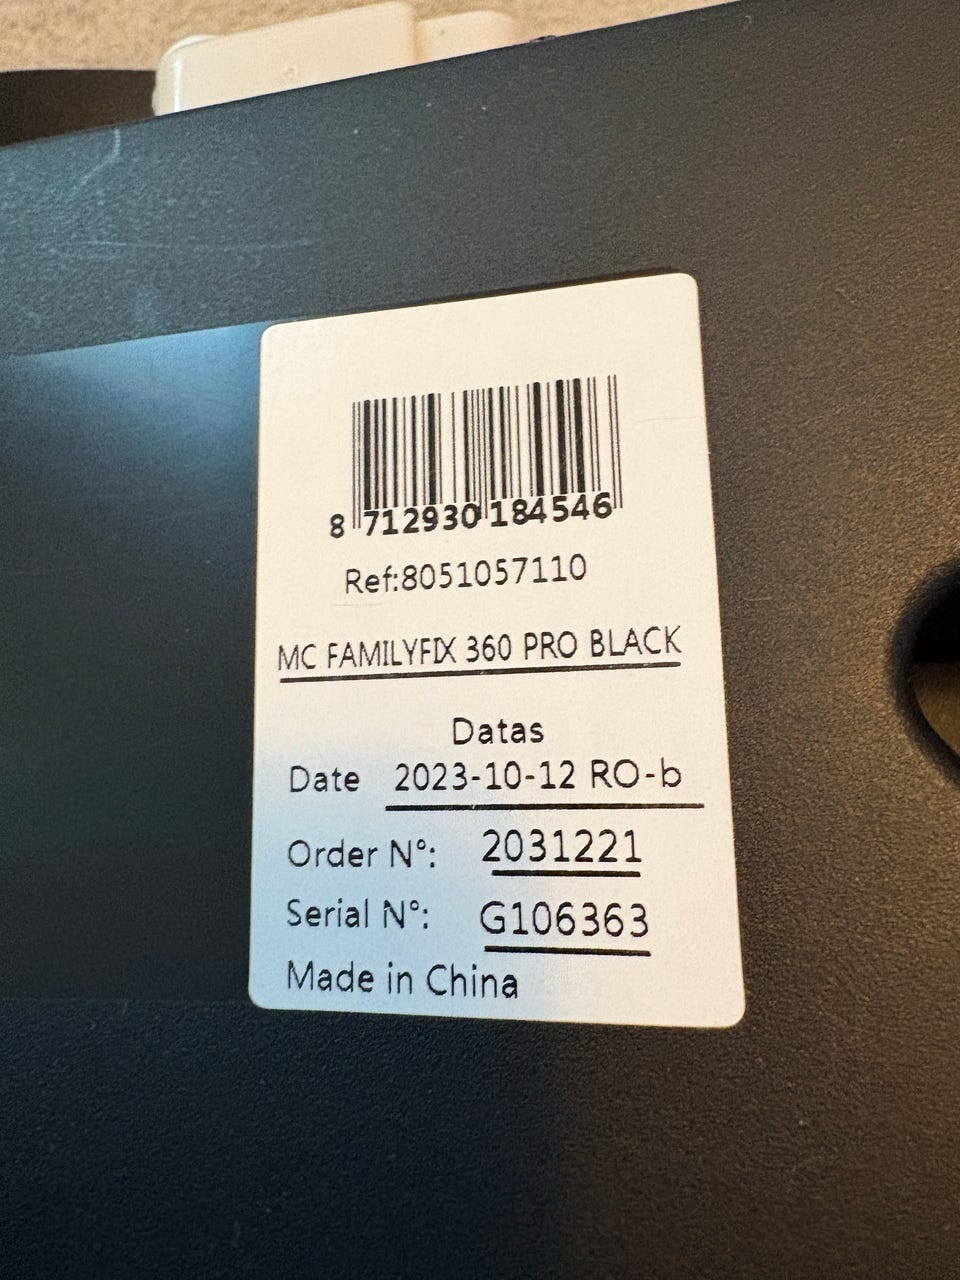 8 712930 184546
Ref:8051057110
MC FAMILYFIX 360 PRO BLACK
Datas
Date 2023-10-12 RO-b
Order N°: 2031221
Serial N°: G106363
Made in China